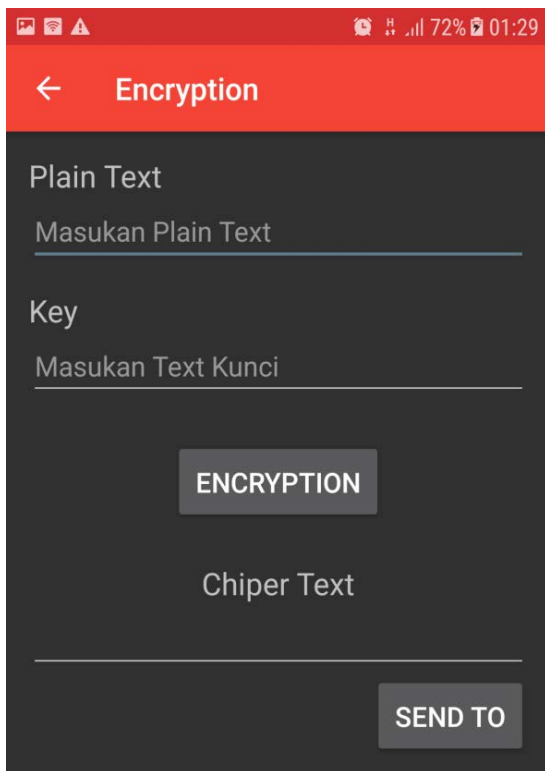 H 72% 01:29
Encryption
Plain Text
Masukan Plain Text
Key
Masukan Text Kunci
ENCRYPTION
Chiper Text
SEND TO